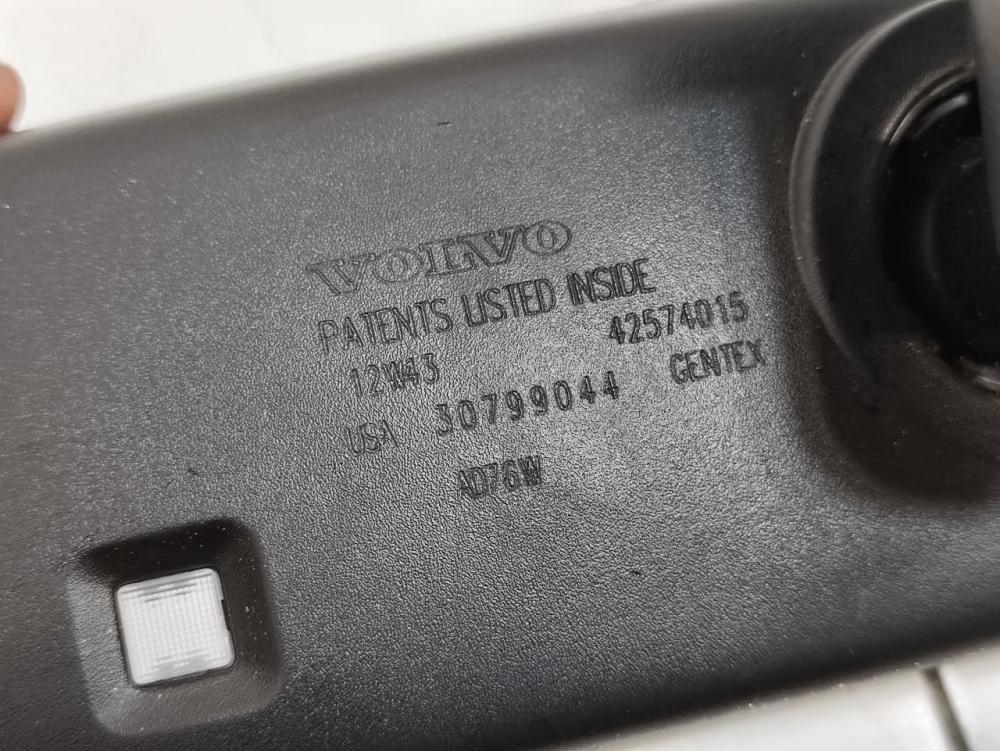 VOLVO
PATENTS LISTED INSIDE
12W43 42574015
USA 30799044 GENTEX
AD76W